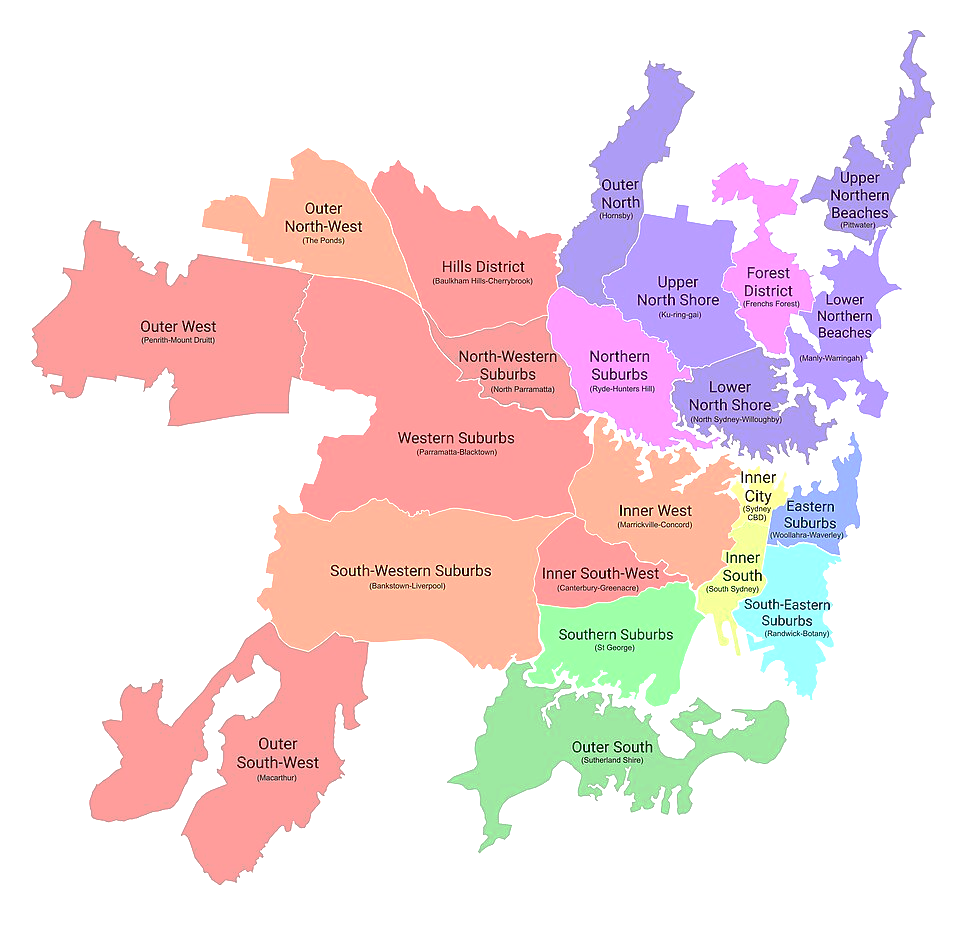 Outer
North
(Hornsby)
Upper
Northern
Beaches
(Pittwater)
Outer
North-West
(The Ponds)
Hills District
(Baulkham Hills-Cherrybrook)
Upper
North Shore
(Ku-ring-gai)
Forest
District
(Frenchs Forest)
Lower
Northern
Beaches
(Manly-Warringah)
Outer West
(Penrith-Mount Druitt)
North-Western
Suburbs
(North Parramatta)
Northern
Suburbs
(Ryde-Hunters Hill)
Lower
North Shore
(North Sydney-Willoughby)
Western Suburbs
(Parramatta-Blacktown)
Inner
City
(Sydney
CBD)
Inner West
(Marrickville-Concord)
Eastern
Suburbs
(Woollahra-Waverley)
South-Western Suburbs
(Bankstown-Liverpool)
Inner South-West
(Canterbury-Greenacre)
Inner
South
(South Sydney)
South-Eastern
Suburbs
(Randwick-Botany)
Southern Suburbs
(St George)
Outer
South-West
(Macarthur)
Outer South
(Sutherland Shire)